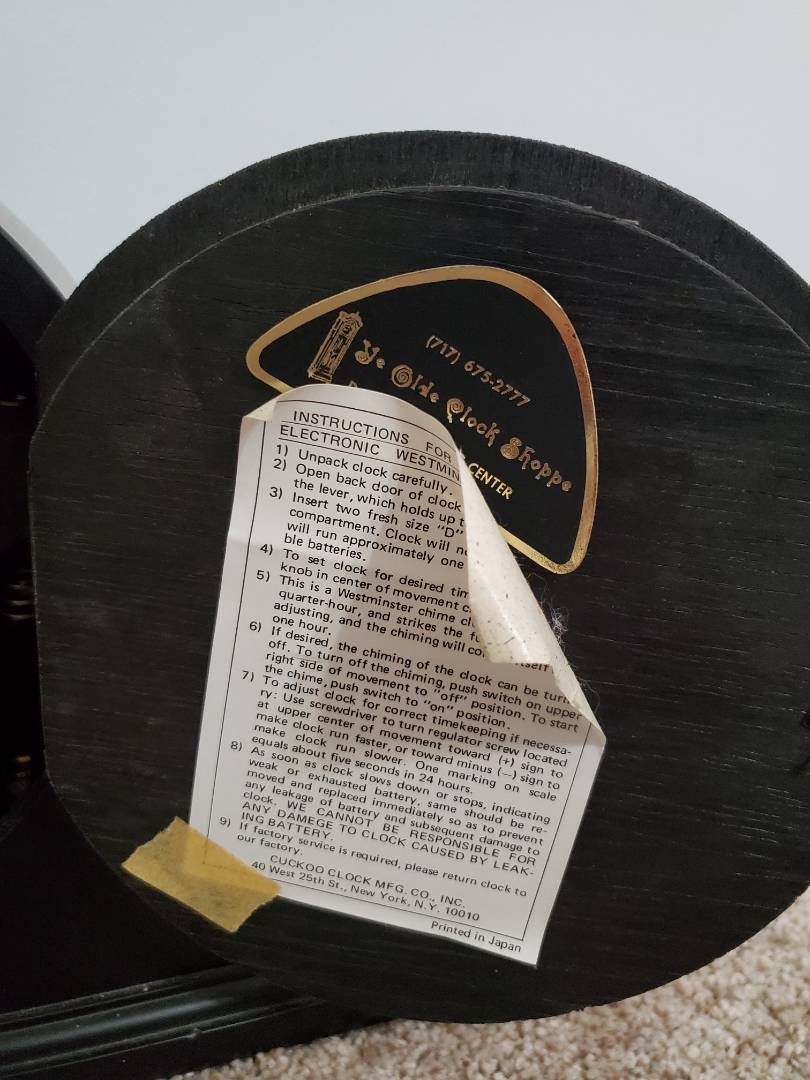 (717) 675-2777
Ye Olde Clock Shoppe
CENTER
INSTRUCTIONS FOR
ELECTRONIC
1) Unpack clock carefully.
2) Open back door of clock
the lever, which holds up
3) Insert two fresh size "D"
compartment. Clock will
will run approximately one
ble batteries.
4) To set clock for desired
knob in center of movement
5) This is a Westminster chime
quarter-hour, and strikes the
adjusting, and the chiming will
one hour.
6) If desired, the chiming of the clock can be
off. To turn off the chiming, push switch on upper
right side of movement to "off" position. To start
the chime, push switch to "on" position.
7) To adjust clock for correct timekeeping if necessa-
ry: Use screwdriver to turn regulator screw located
at upper center of movement toward (+) sign to
make clock run faster, or toward minus (−) sign to
make clock run slower. One marking on scale
equals about five seconds in 24 hours.
8) As soon as clock slows down or stops, indicating
weak or exhausted battery, same should be re-
moved and replaced immediately so as to prevent
any leakage of battery and subsequent damage to
clock. WE CANNOT BE RESPONSIBLE FOR
ANY DAMEGE TO CLOCK CAUSED BY LEAK-
ING BATTERY.
9) If factory service is required, please return clock to
our factory.
CUCKOO CLOCK MFG. CO., INC.
40 West 25th St., New York, N.Y. 10010
Printed in Japan